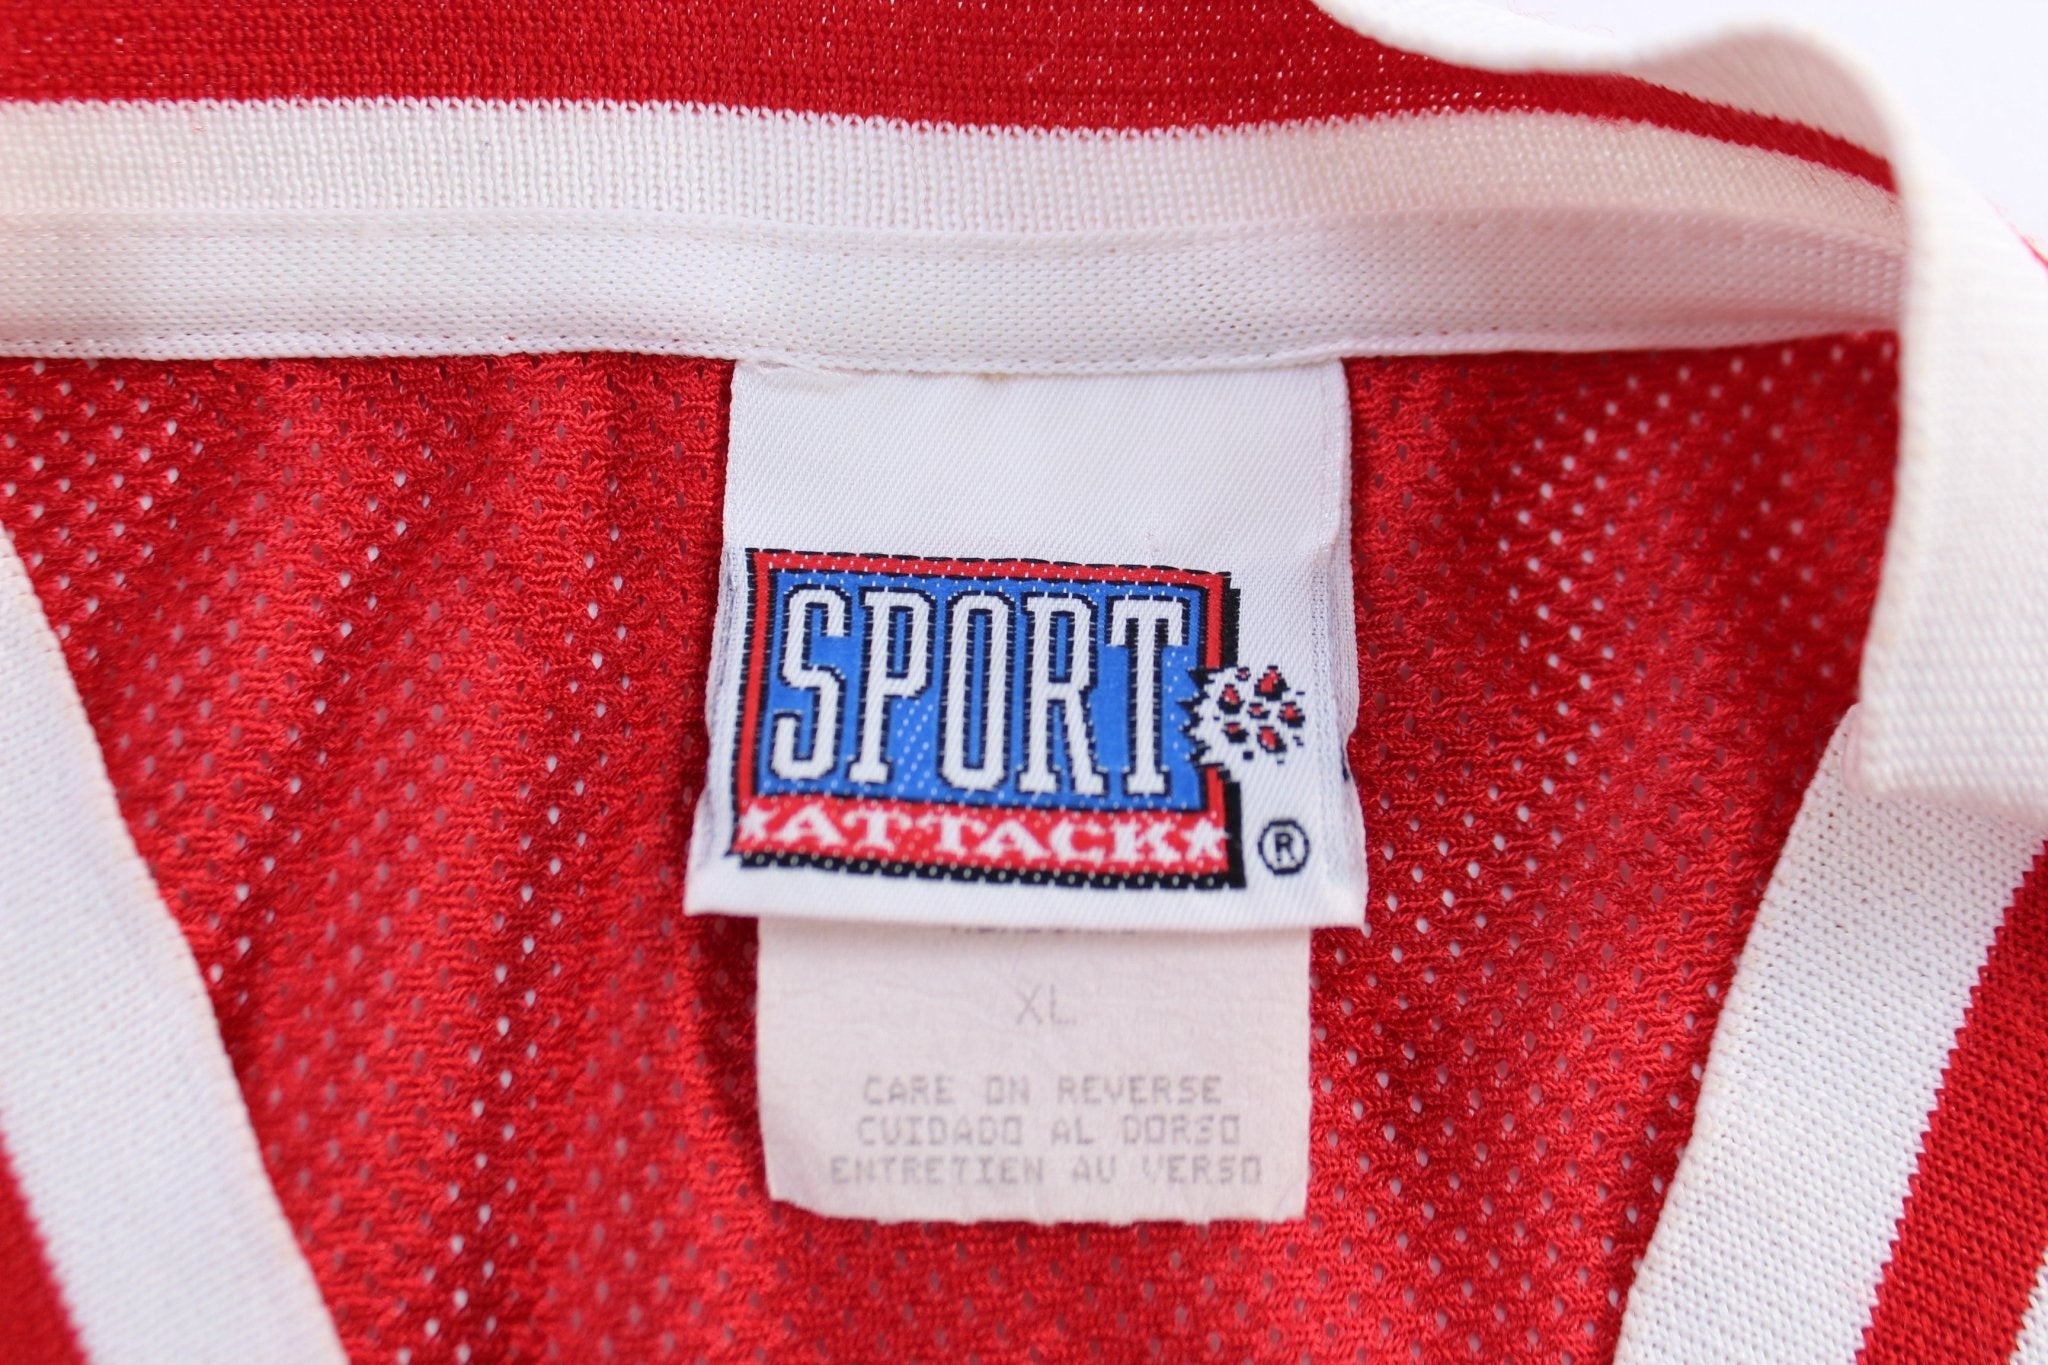 SPORT
ATTACK
®
XL
CARE ON REVERSE
CUIDADO AL DORSO
ENTRETIEN AU VERSO